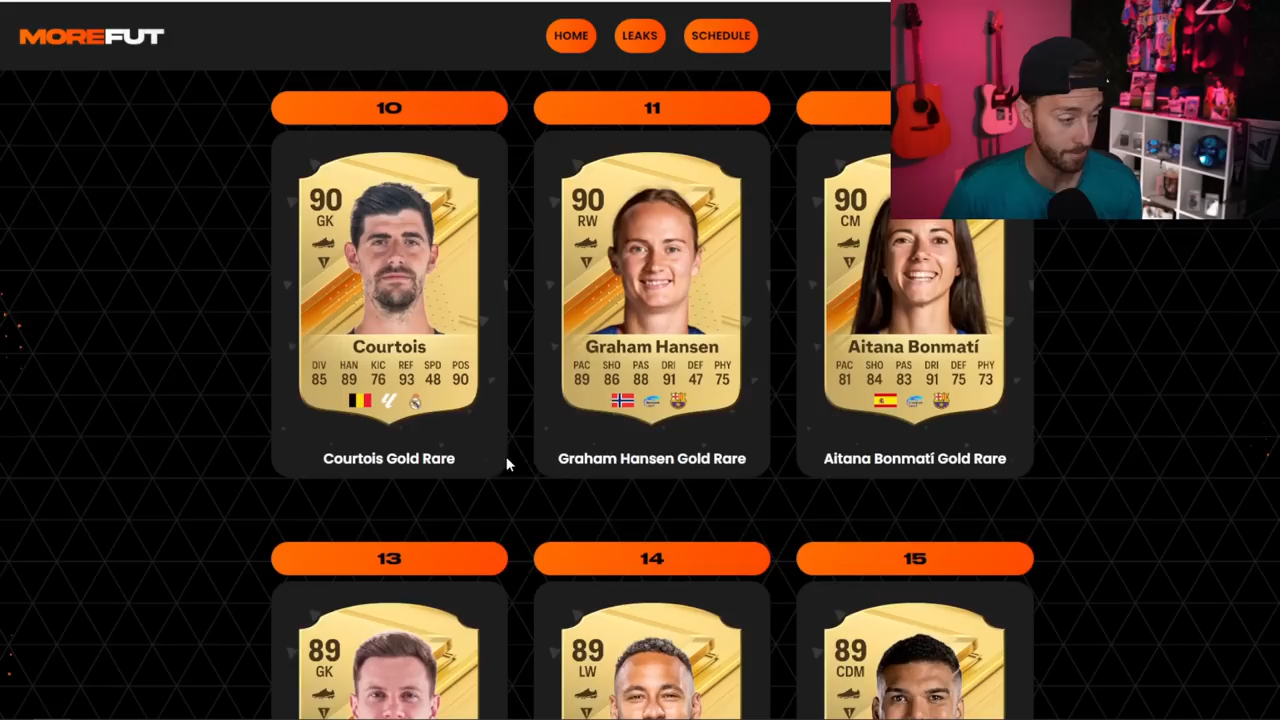 MOREFUT
HOME
LEAKS
SCHEDULE
10
11
90
GK
Courtois
DIV HAN KIC REF SPD POS
85 89 76 93 48 90
Courtois Gold Rare
90
RW
Graham Hansen
PAC SHO PAS DRI DEF PHY
89 86 88 91 47 75
Graham Hansen Gold Rare
90
CM
Aitana Bonmatí
PAC SHO PAS DRI DEF PHY
81 84 83 91 75 73
Aitana Bonmatí Gold Rare
13
14
15
89
GK
89
LW
89
CDM